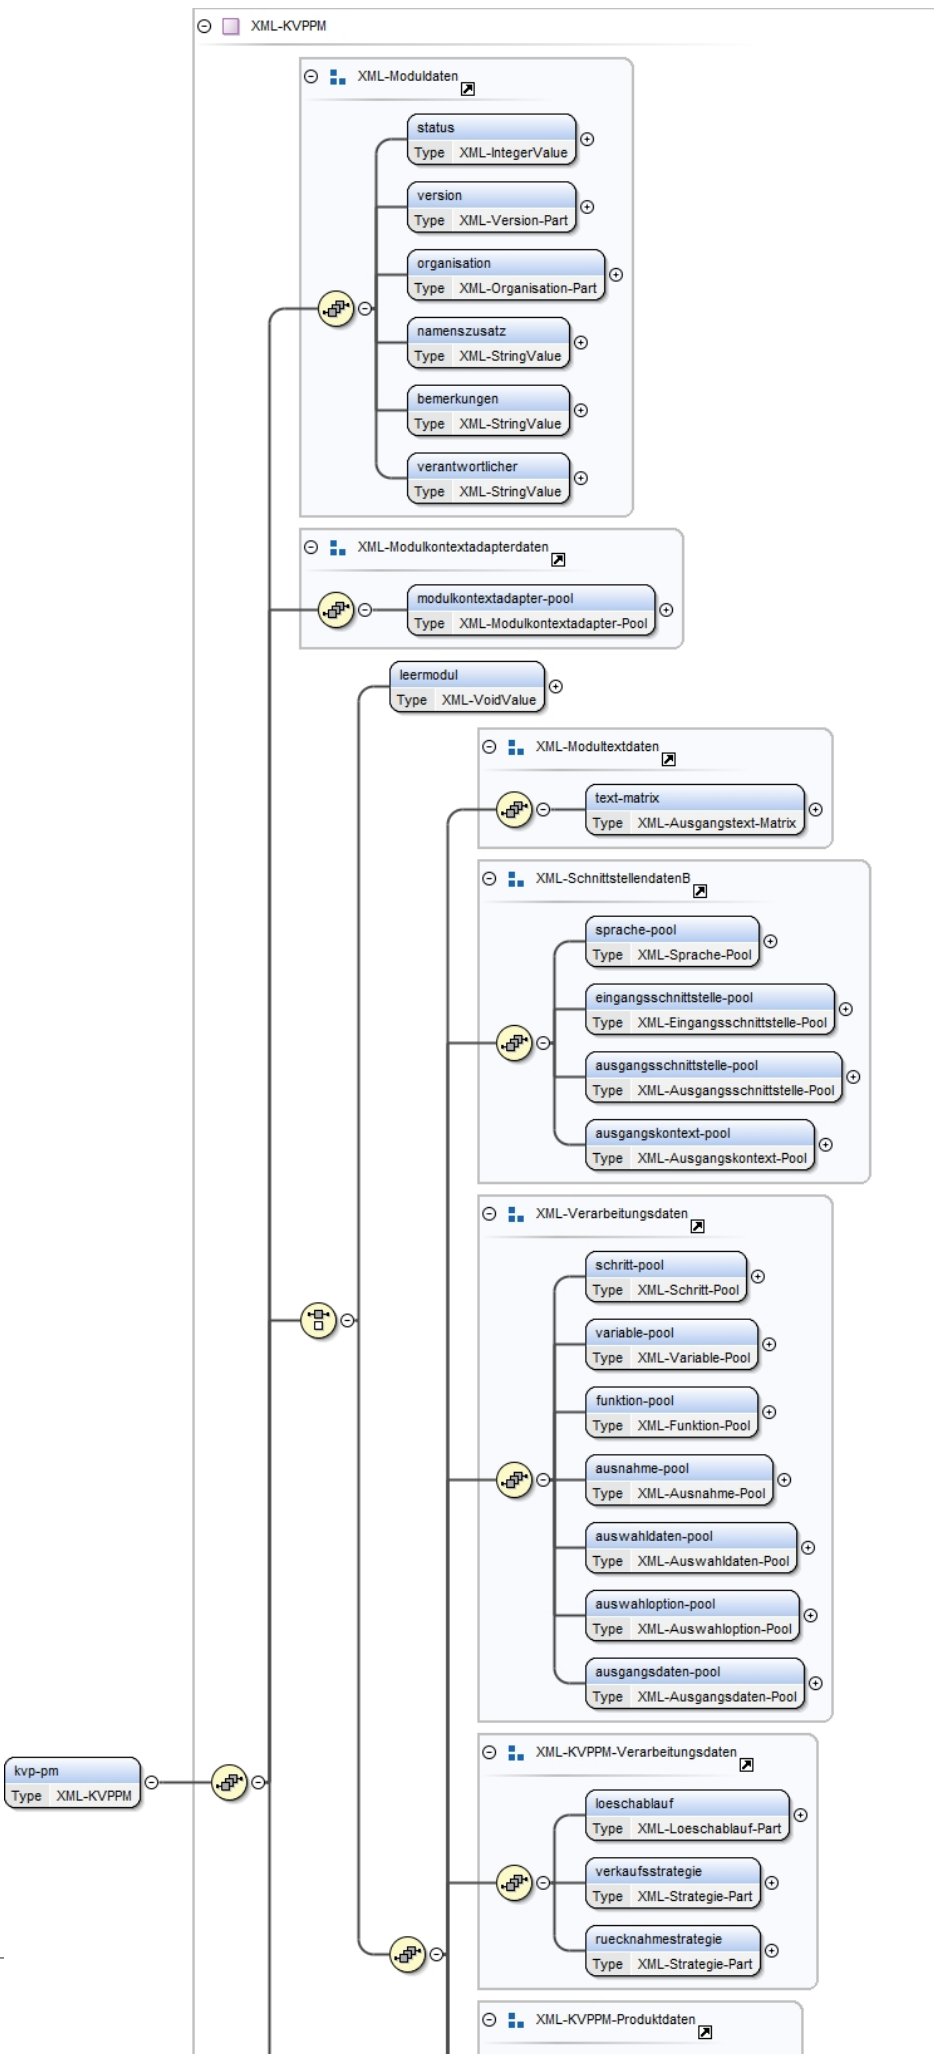 XML-KVPPM
XML-Moduldaten
status
Type XML-IntegerValue
version
Type XML-Version-Part
organisation
Type XML-Organisation-Part
namenszusatz
Type XML-StringValue
bemerkungen
Type XML-StringValue
verantwortlicher
Type XML-StringValue
XML-Modulkontextadapterdaten
modulkontextadapter-pool
Type XML-Modulkontextadapter-Pool
leermodul
Type XML-VoidValue
XML-Modultextdaten
text-matrix
Type XML-Ausgangstext-Matrix
XML-SchnittstellendatenB
sprache-pool
Type XML-Sprache-Pool
eingangsschnittstelle-pool
Type XML-Eingangsschnittstelle-Pool
ausgangsschnittstelle-pool
Type XML-Ausgangsschnittstelle-Pool
ausgangskontext-pool
Type XML-Ausgangskontext-Pool
XML-Verarbeitungsdaten
schritt-pool
Type XML-Schritt-Pool
variable-pool
Type XML-Variable-Pool
funktion-pool
Type XML-Funktion-Pool
ausnahme-pool
Type XML-Ausnahme-Pool
auswahldaten-pool
Type XML-Auswahldaten-Pool
auswahloption-pool
Type XML-Auswahloption-Pool
ausgangsdaten-pool
Type XML-Ausgangsdaten-Pool
XML-KVPPM-Verarbeitungsdaten
kvp-pm
Type XML-KVPPM
loeschablauf
Type XML-Loeschablauf-Part
verkaufsstrategie
Type XML-Strategie-Part
ruecknahmestrategie
Type XML-Strategie-Part
XML-KVPPM-Produktdaten